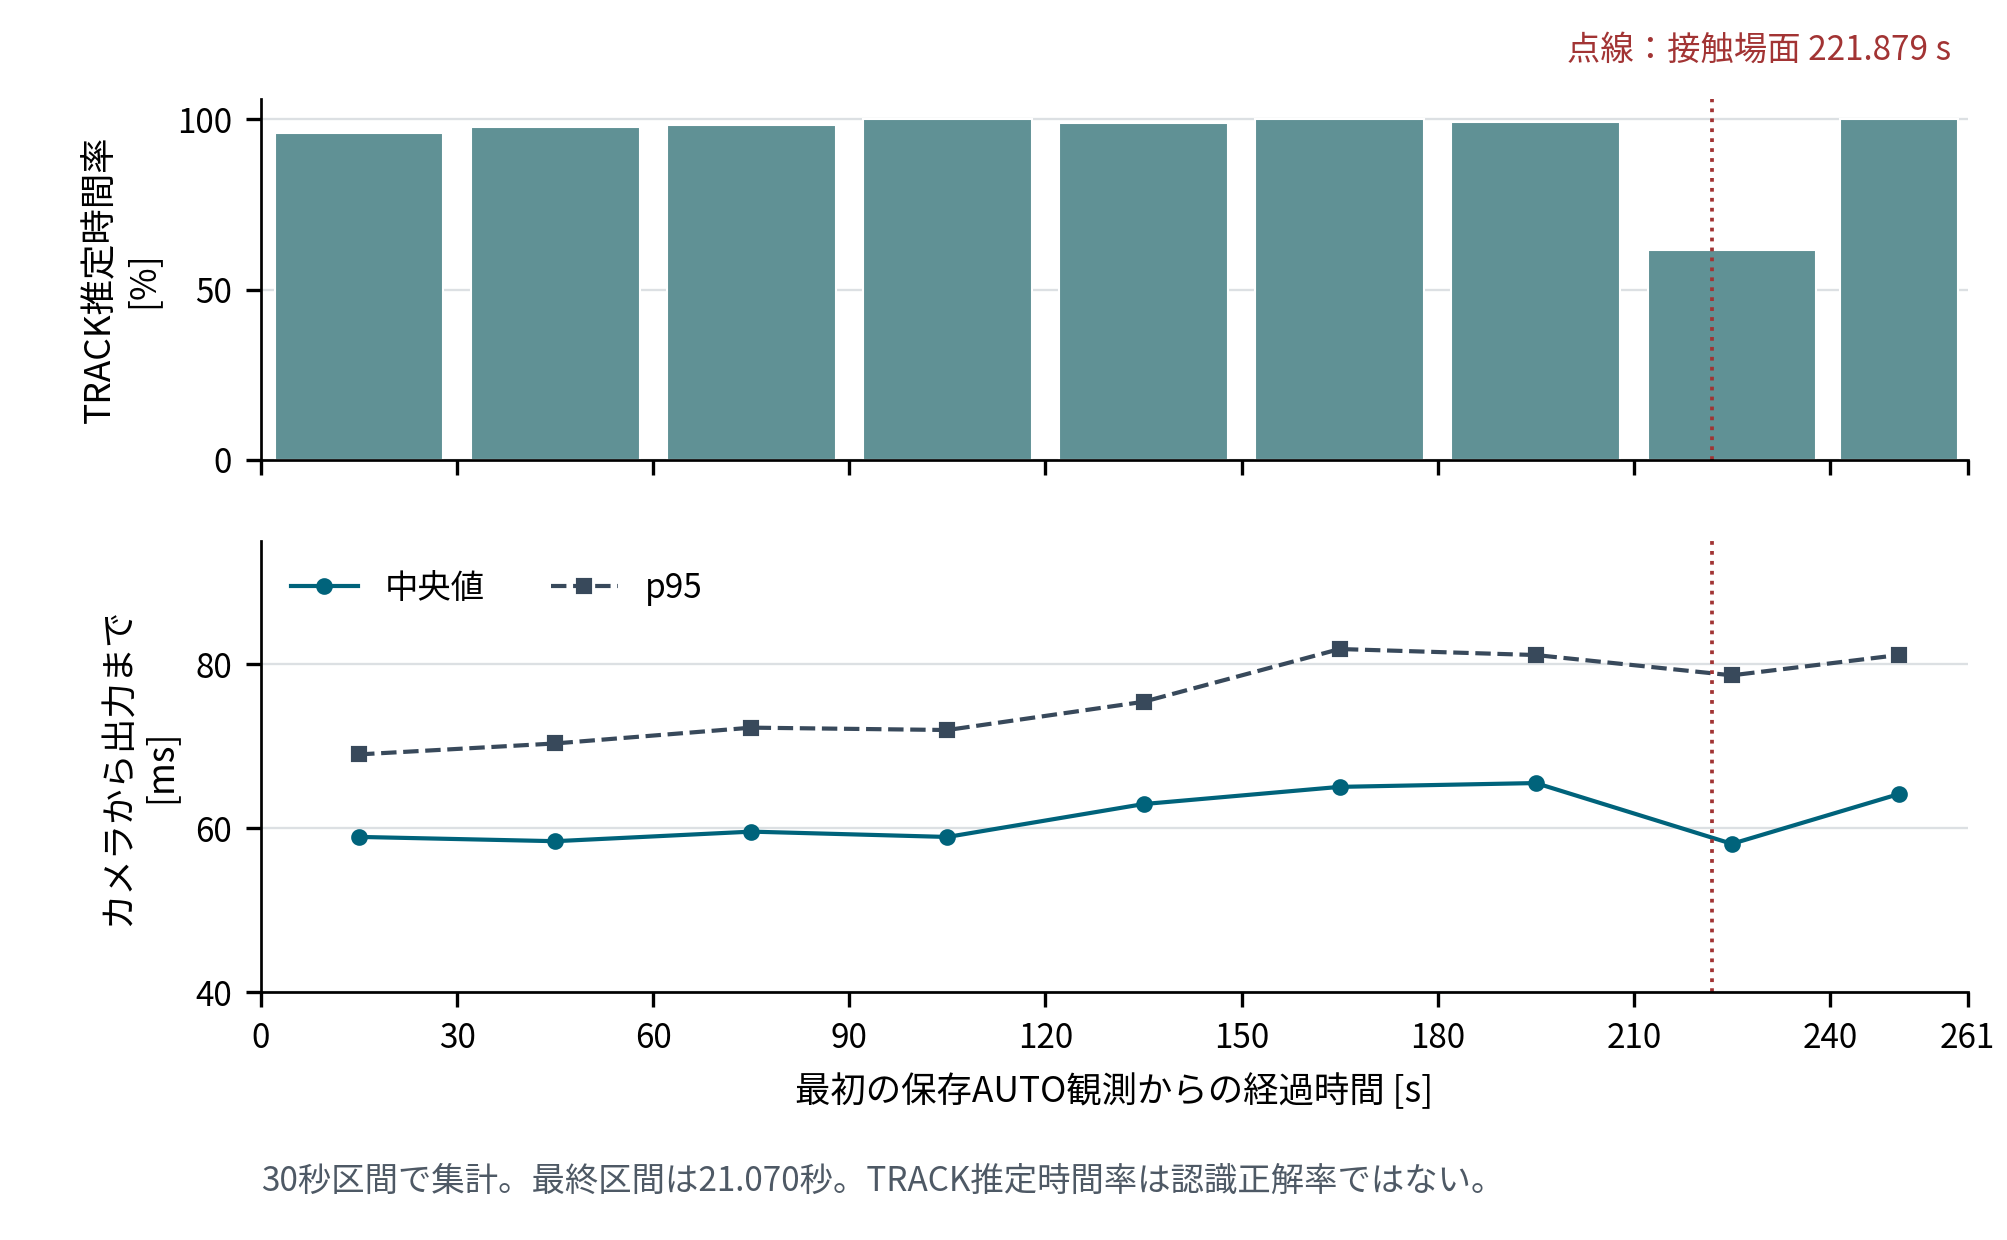 点線：接触場面 221.879 s
TRACK推定時間率
[%]
100
50
0
中央値
p95
カメラから出力まで
[ms]
80
60
40
0 30 60 90 120 150 180 210 240 261
最初の保存AUTO観測からの経過時間 [s]
30秒区間で集計。最終区間は21.070秒。TRACK推定時間率は認識正解率ではない。